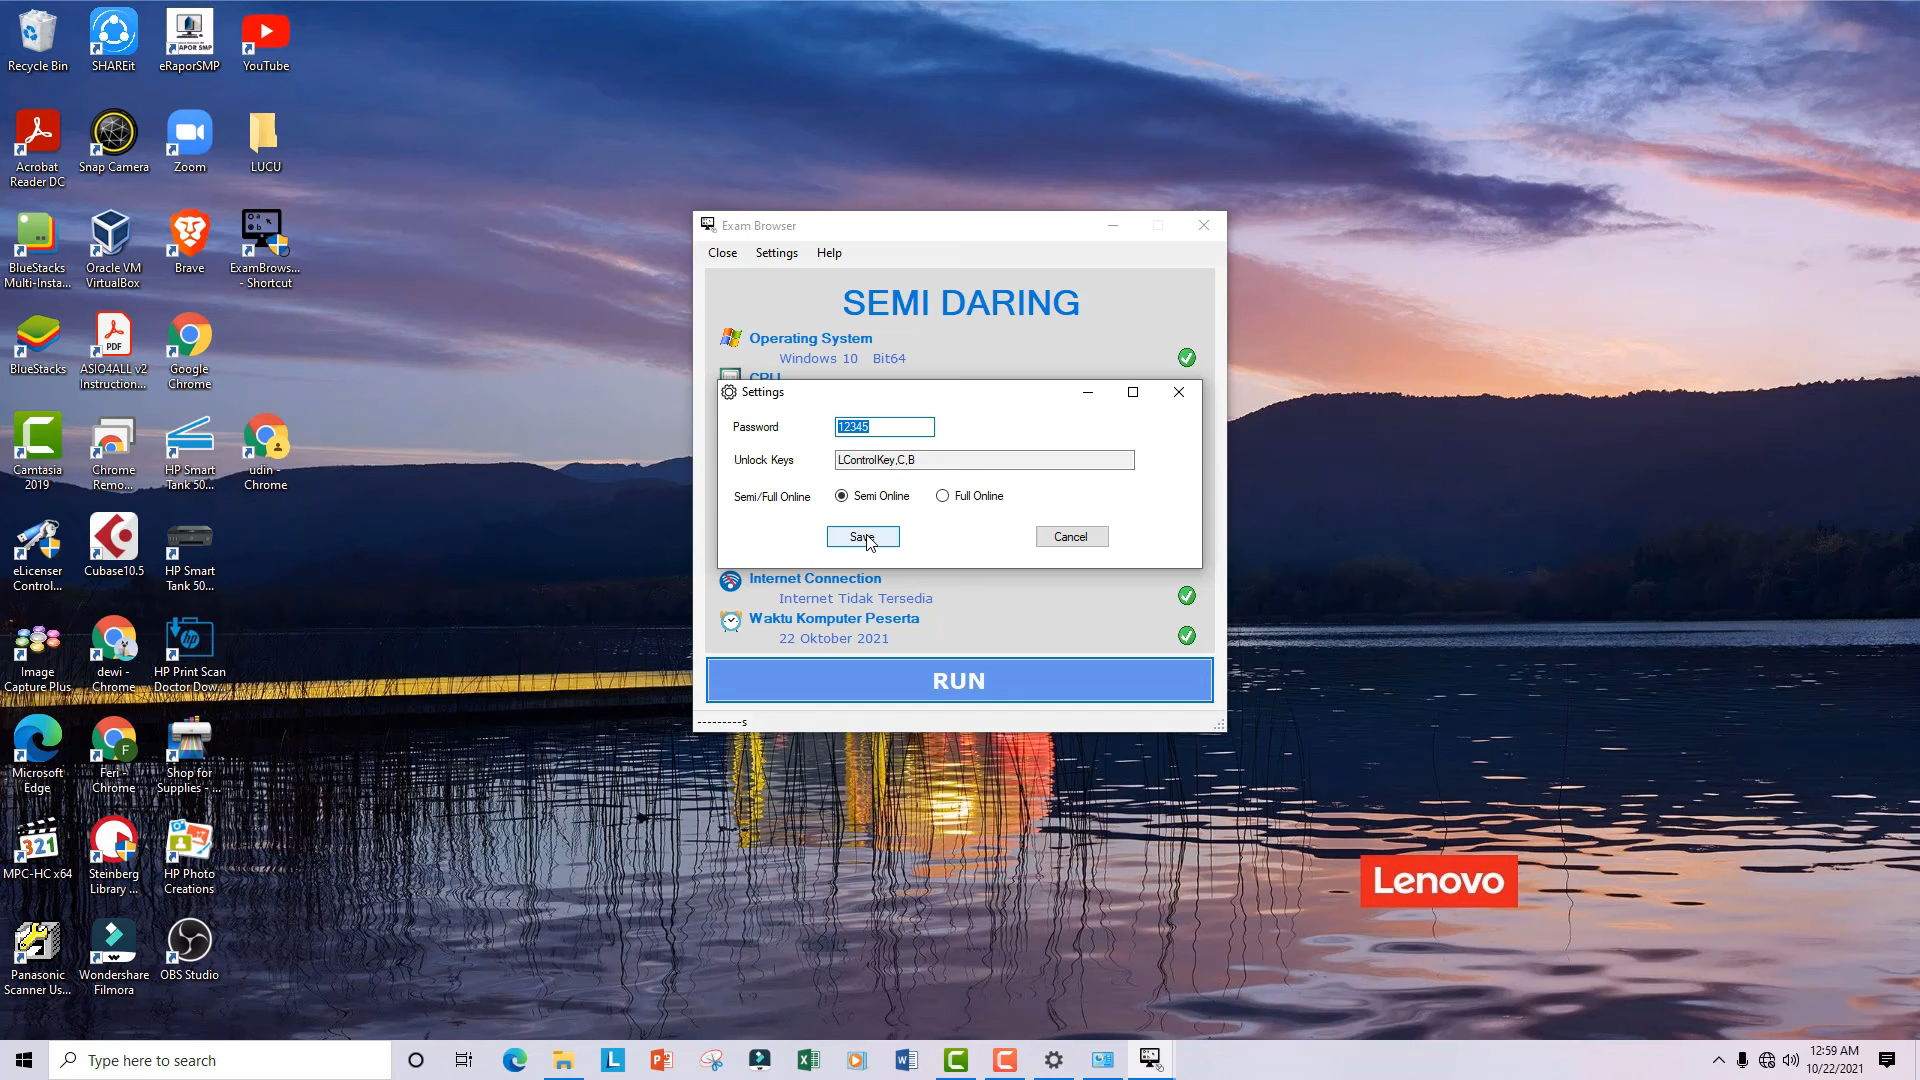 Recycle Bin
SHAREit
APOR SMP
eRaporSMP
YouTube
Acrobat
Reader DC
Snap Camera
Zoom
LUCU
BlueStacks
Multi-Insta...
Oracle VM
VirtualBox
Brave
ExamBrows...
- Shortcut
BlueStacks
PDF
ASIO4ALL v2
Instruction...
Google
Chrome
Camtasia
2019
Chrome
Remo...
HP Smart
Tank 50...
udin -
Chrome
eLicenser
Control...
Cubase10.5
HP Smart
Tank 50...
Image
Capture Plus
dewi -
Chrome
HP Print Scan
Doctor Dow...
Microsoft
Edge
F
Feri -
Chrome
Shop for
Supplies - ...
321
MPC-HC x64
Steinberg
Library ...
HP Photo
Creations
Panasonic
Scanner Us...
Wondershare
Filmora
OBS Studio
Exam Browser
Close
Settings
Help
SEMI DARING
Operating System
Windows 10 Bit64
CPU
Settings
Password
12345
Unlock Keys
LControlKey,C,B
Semi/Full Online
Semi Online
Full Online
Save
Cancel
Internet Connection
Internet Tidak Tersedia
Waktu Komputer Peserta
22 Oktober 2021
RUN
---------s
Lenovo
Type here to search
12:59 AM
10/22/2021